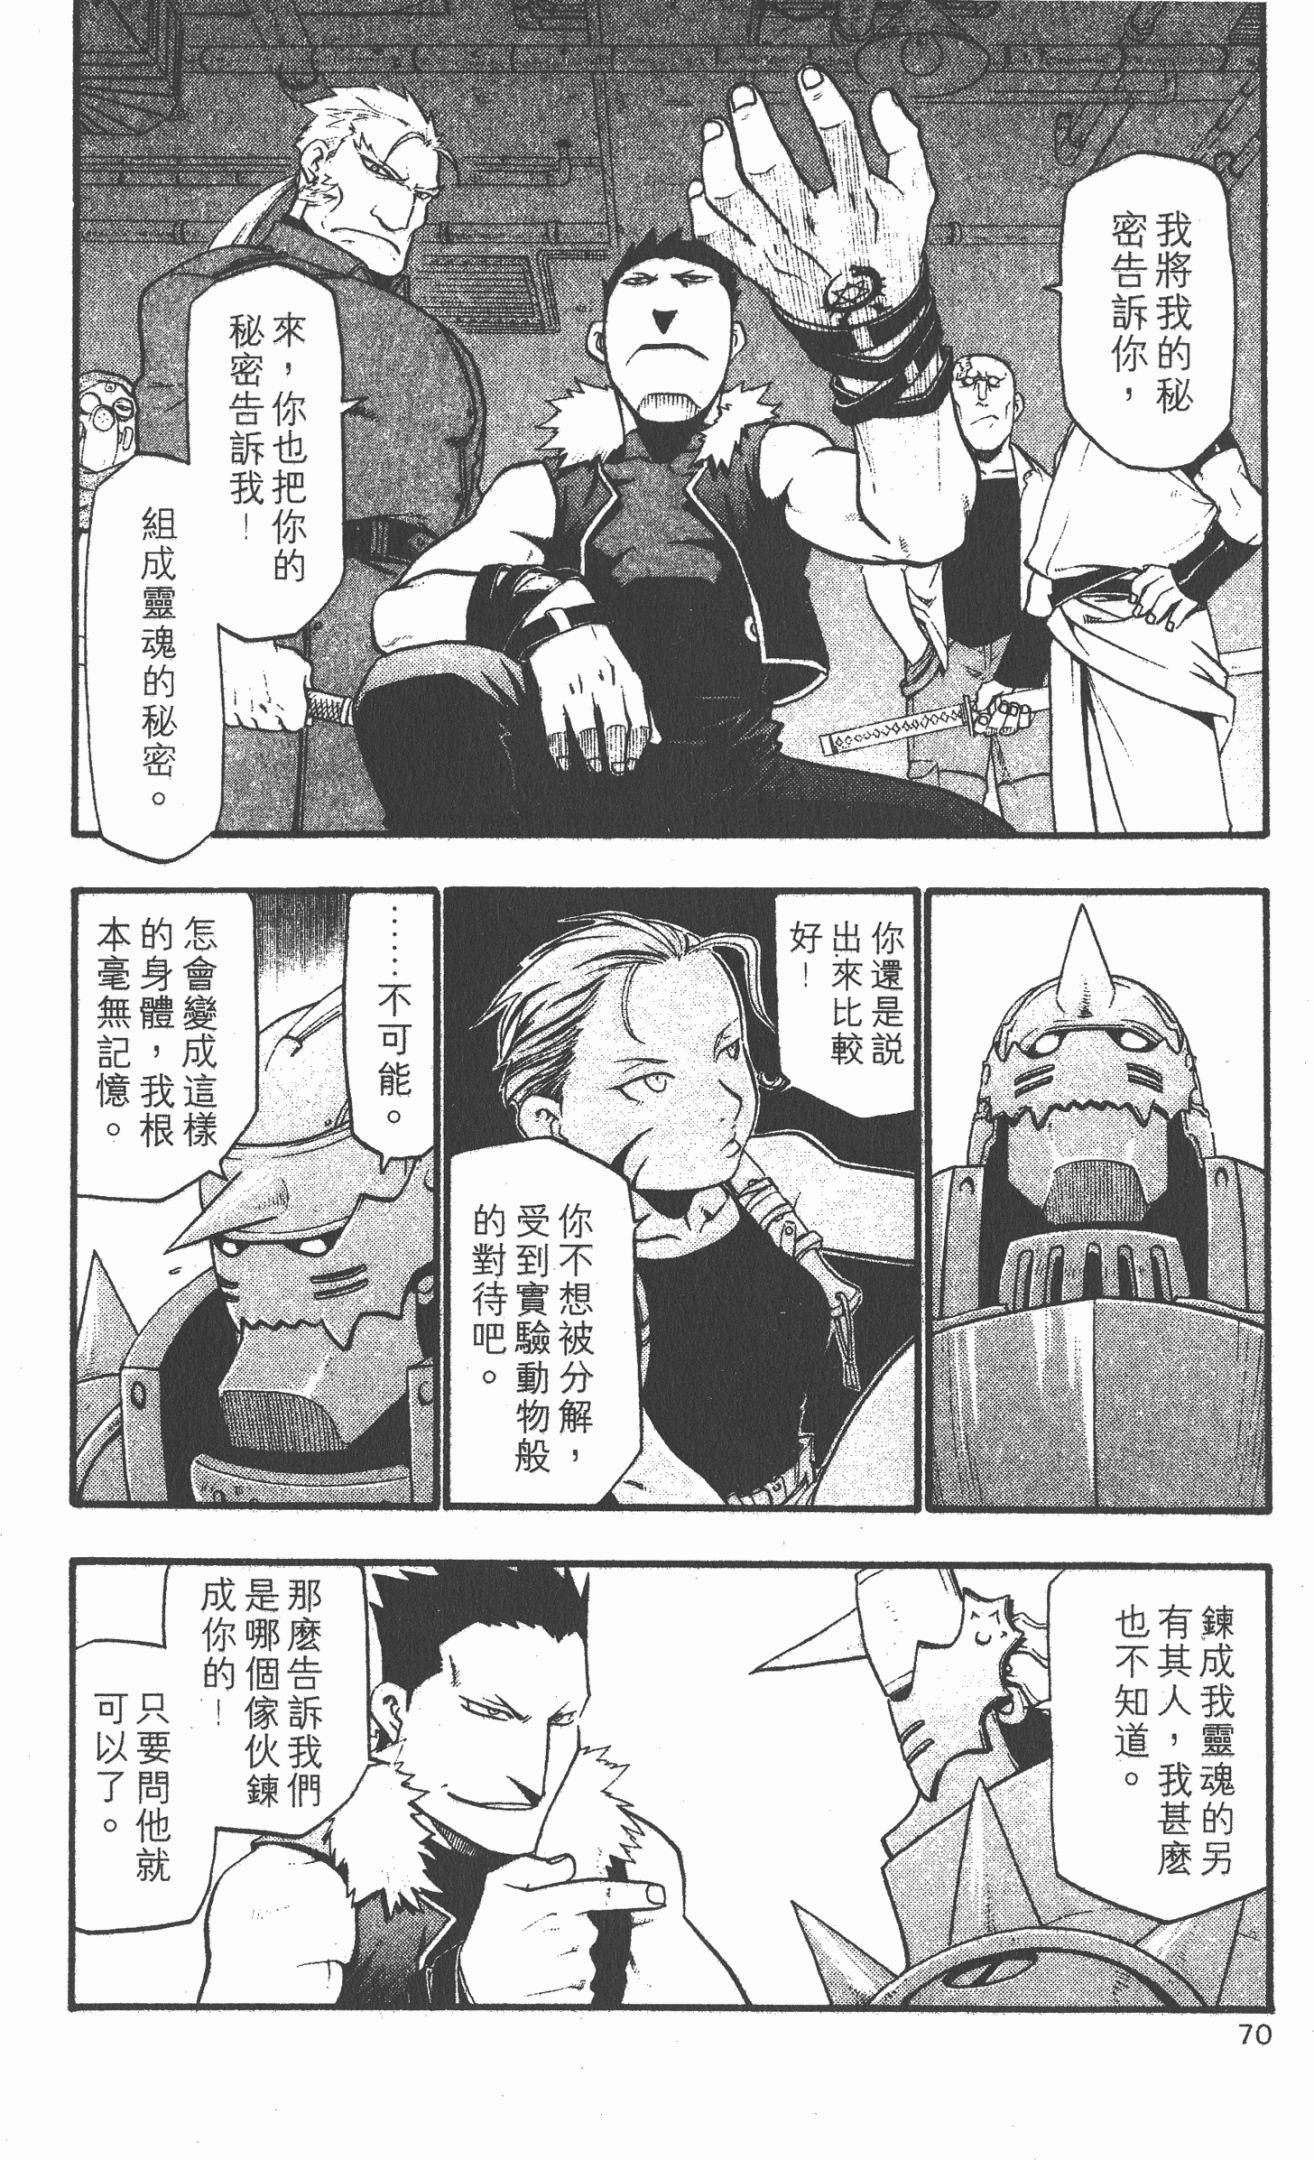 我將我的秘
密告訴你，
來，你也把你的
秘密告訴我！
組成靈魂的秘密。
你還是說
出來比較
好！
你不想被分解，
受到實驗動物般
的對待吧。
……不可能。
怎會變成這樣
的身體，我根
本毫無記憶。
鍊成我靈魂的另
有其人，我甚麼
也不知道。
那麼告訴我們
是哪個傢伙鍊
成你的！
只要問他就
可以了。
70